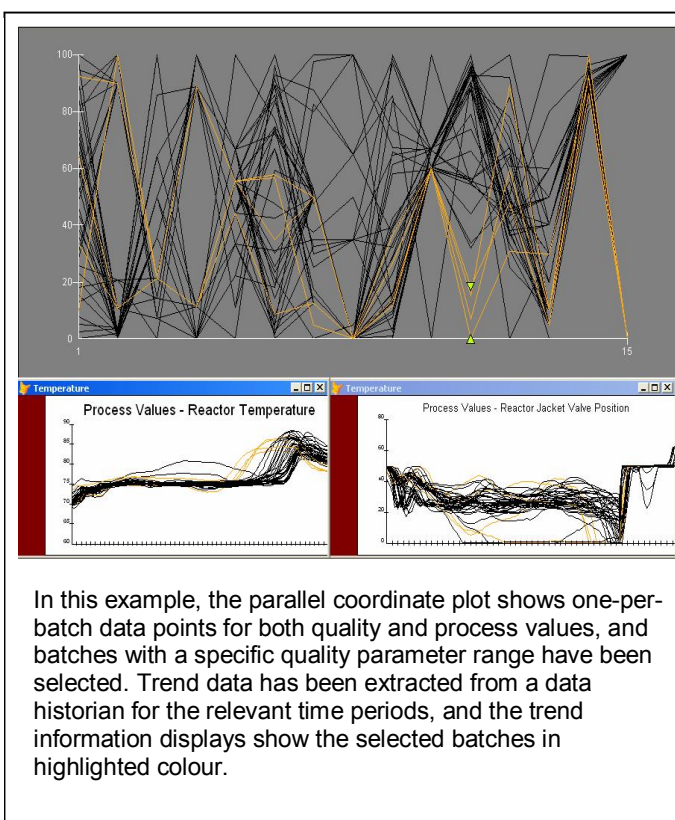 100
80
60
40
20
0
1
15
Temperature
Temperature
Process Values - Reactor Temperature
90
85
80
75
70
65
60
Process Values - Reactor Jacket Valve Position
80
60
40
20
0
In this example, the parallel coordinate plot shows one-per-
batch data points for both quality and process values, and
batches with a specific quality parameter range have been
selected. Trend data has been extracted from a data
historian for the relevant time periods, and the trend
information displays show the selected batches in
highlighted colour.